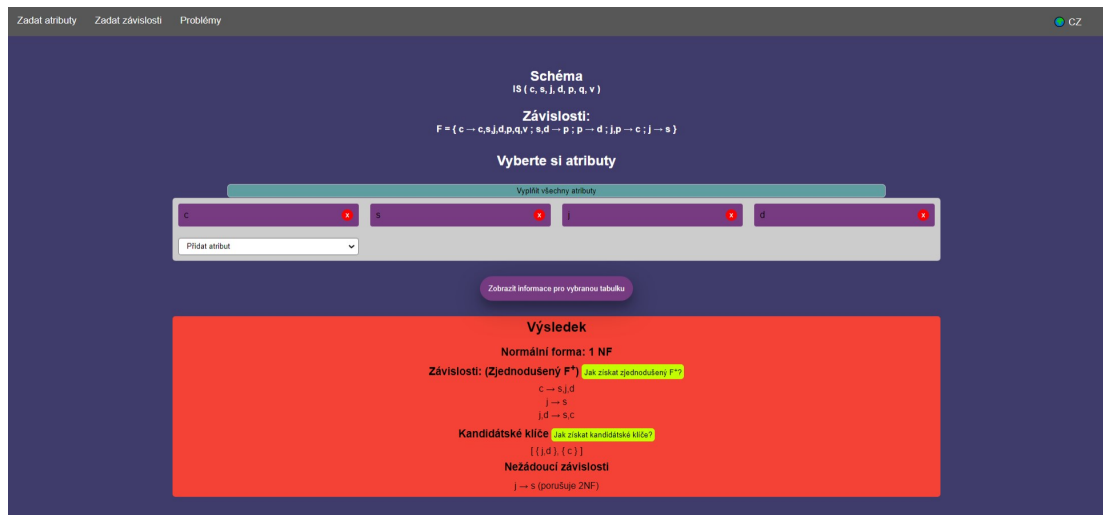 Zadat atributy Zadat závislosti Problémy CZ
Schéma
IS ( c, s, j, d, p, q, v )
Závislosti:
F = { c → c,s,j,d,p,q,v ; s,d → p ; p → d ; j,p → c ; j → s }
Vyberte si atributy
Vyplňit všechny atributy
c x s x j x d x
Přidat atribut
Zobrazit informace pro vybranou tabulku
Výsledek
Normální forma: 1 NF
Závislosti: (Zjednodušený F⁺) Jak získat zjednodušený F⁺?
c → s,j,d
j → s
j,d → s,c
Kandidátské klíče Jak získat kandidátské klíče?
[ { j,d }, { c } ]
Nežádoucí závislosti
j → s (porušuje 2NF)